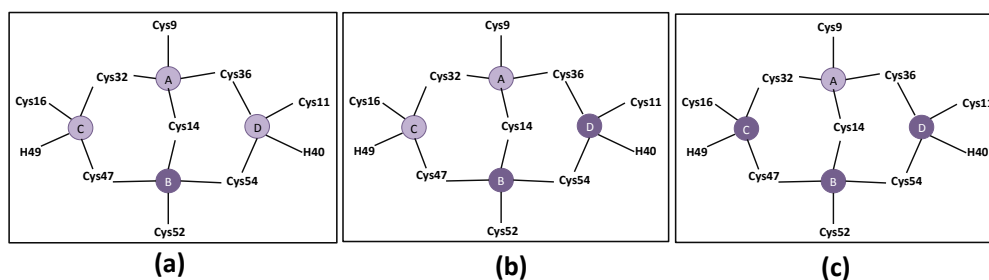 Cys9
Cys32
A
Cys36
Cys16
Cys11
C
Cys14
D
H49
H40
Cys47
B
Cys54
Cys52
(a)
Cys9
Cys32
A
Cys36
Cys16
Cys11
C
Cys14
D
H49
H40
Cys47
B
Cys54
Cys52
(b)
Cys9
Cys32
A
Cys36
Cys16
Cys11
C
Cys14
D
H49
H40
Cys47
B
Cys54
Cys52
(c)